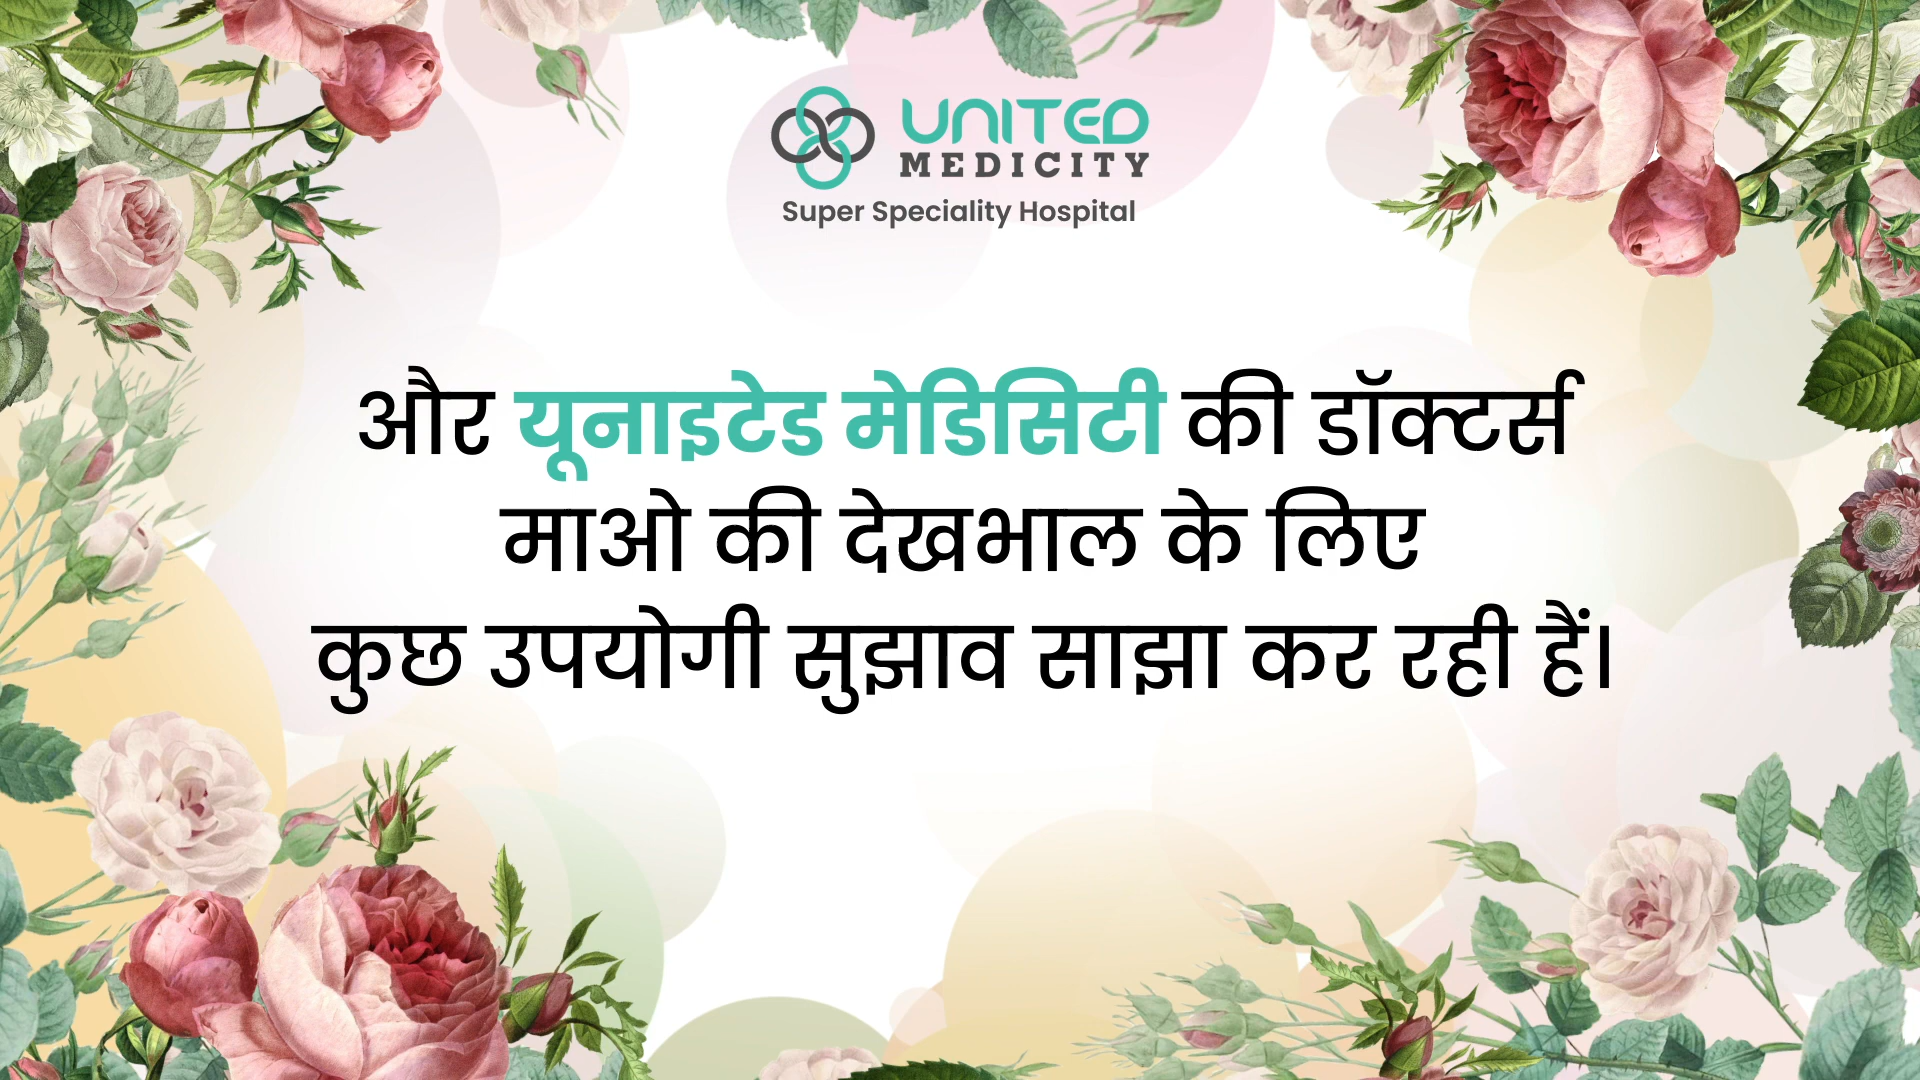 UNITED
MEDICITY
Super Speciality Hospital
और यूनाइटेड मेडिसिटी की डॉक्टर्स
माओ की देखभाल के लिए
कुछ उपयोगी सुझाव साझा कर रही हैं।